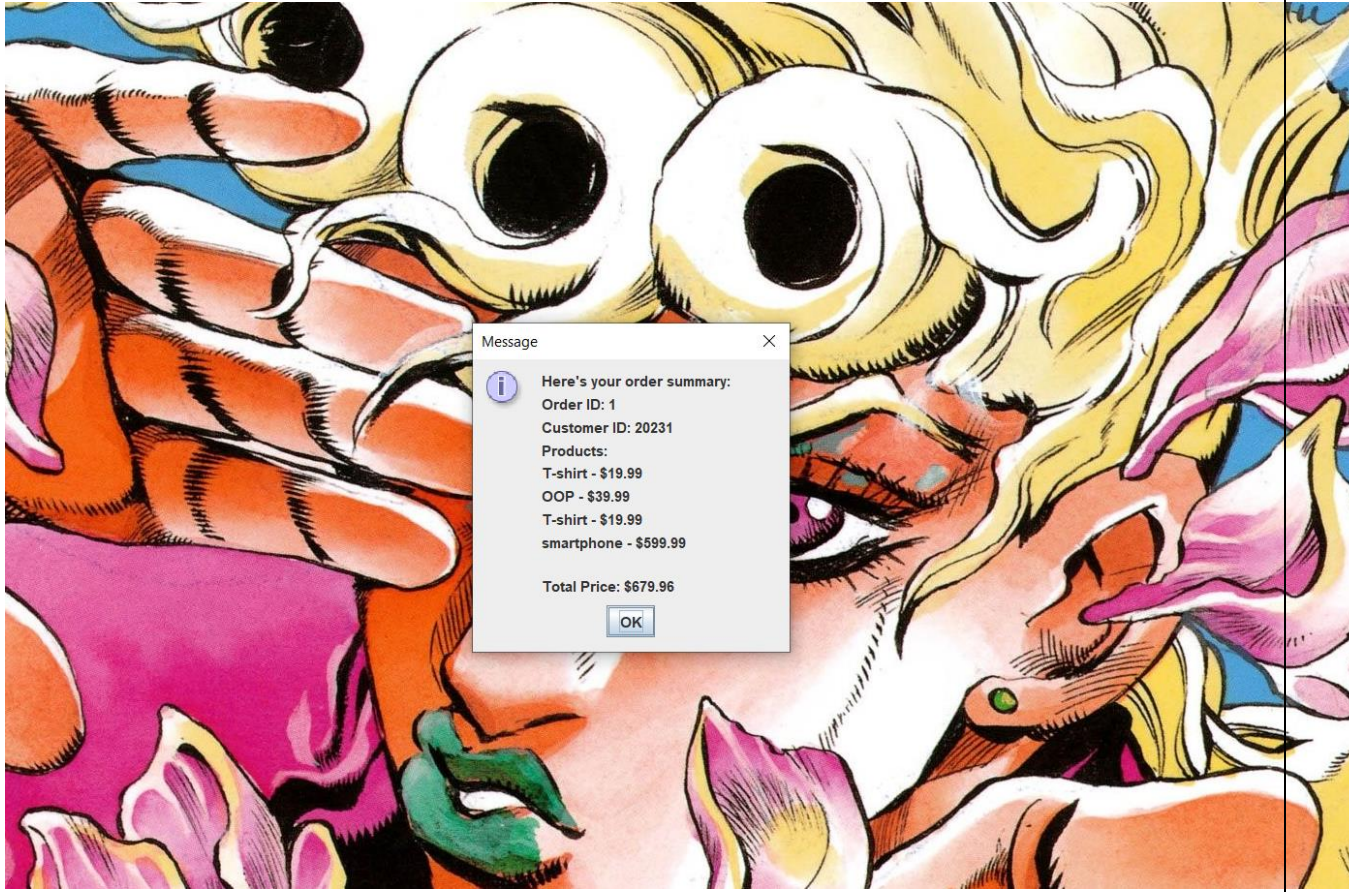 Message
Here's your order summary:
Order ID: 1
Customer ID: 20231
Products:
T-shirt - $19.99
OOP - $39.99
T-shirt - $19.99
smartphone - $599.99
Total Price: $679.96
OK